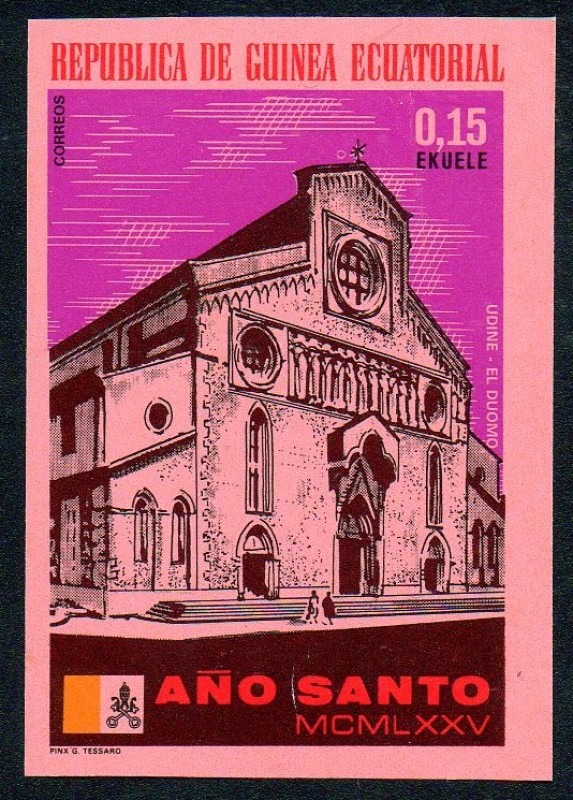 REPUBLICA DE GUINEA ECUATORIAL
CORREOS
0,15
EKUELE
UDINE - EL DUOMO
AÑO SANTO
MCMLXXV
PINX G. TESSARO